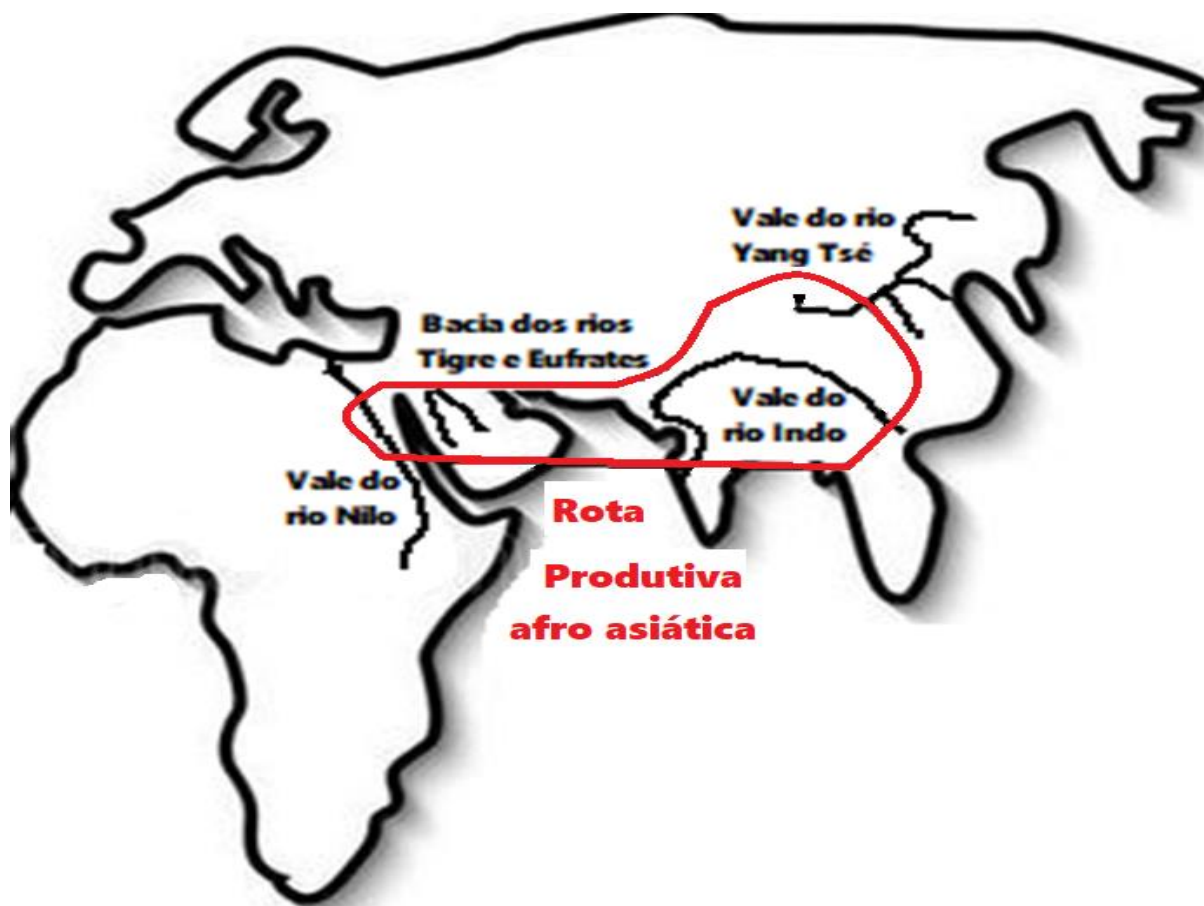 Vale do rio
Yang Tsé
Bacia dos rios
Tigre e Eufrates
Vale do
rio Indo
Vale do
rio Nilo
Rota
Produtiva
afro asiática